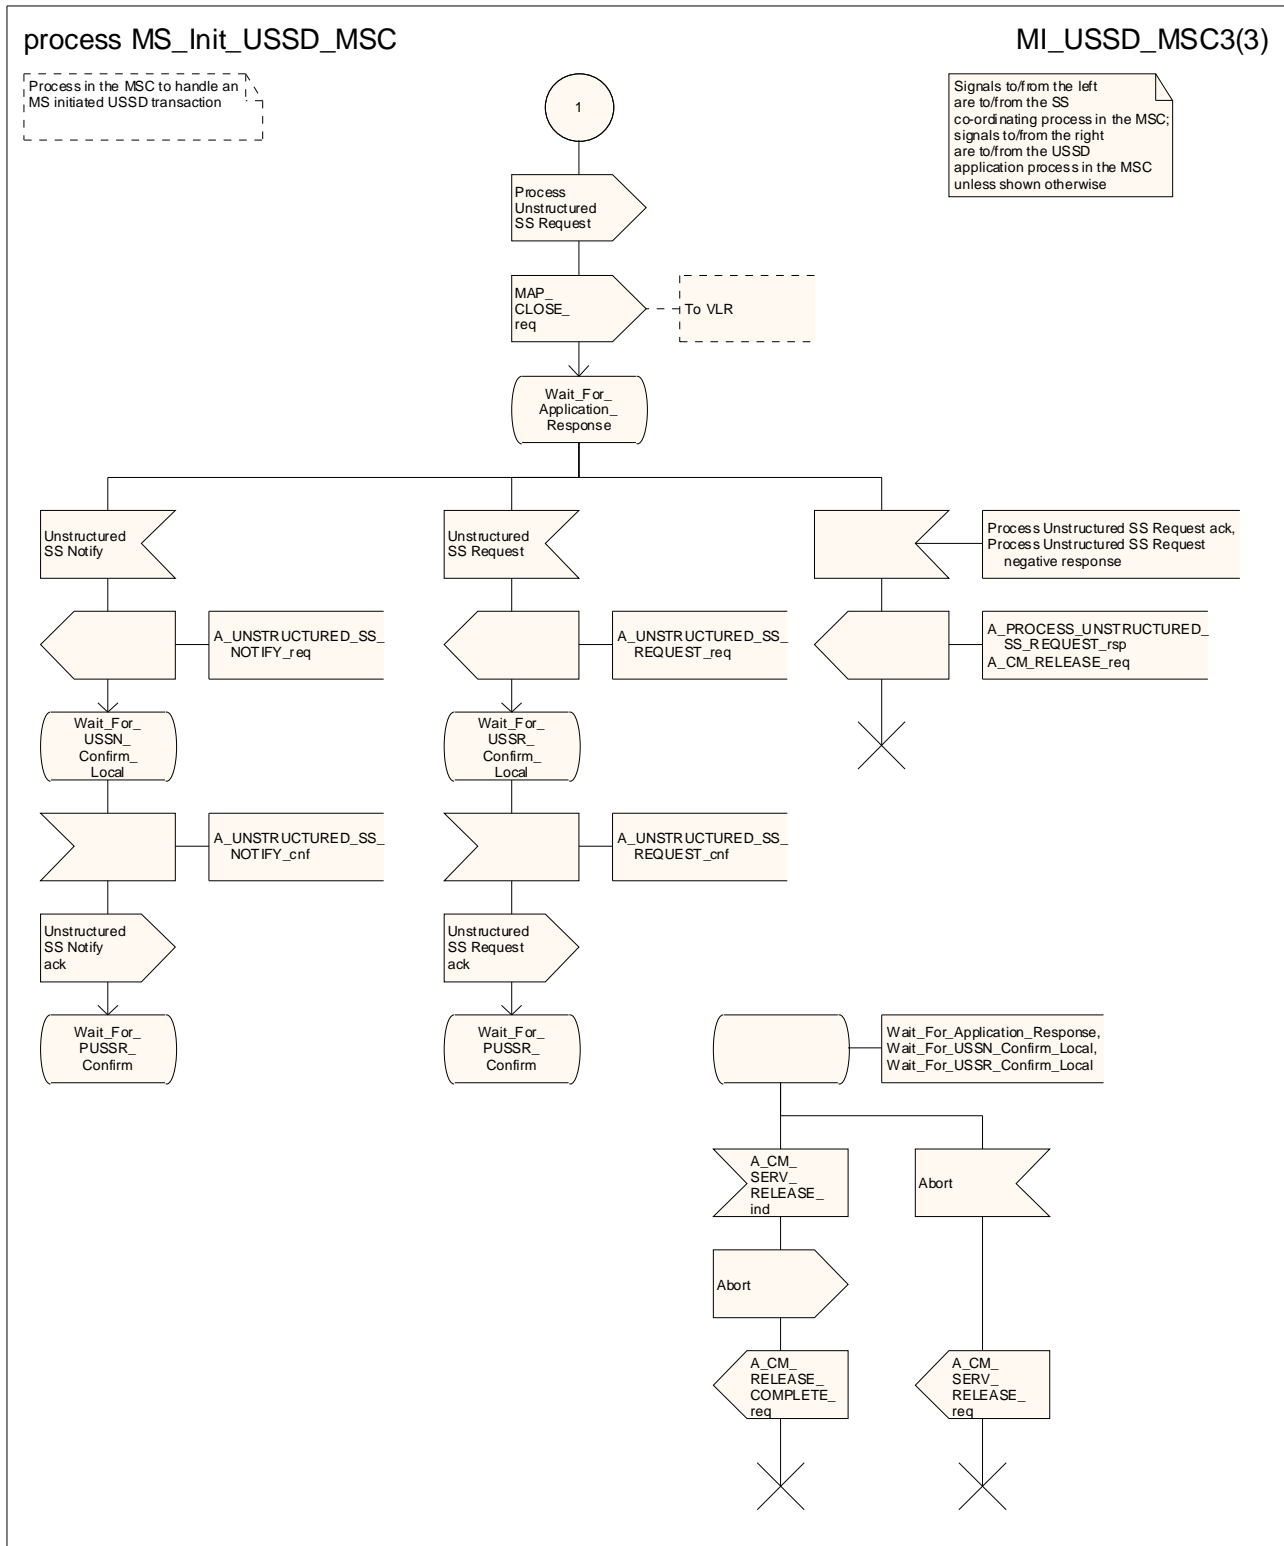 process MS_Init_USSD_MSC
MI_USSD_MSC3(3)
Process in the MSC to handle an
MS initiated USSD transaction
1
Signals to/from the left
are to/from the SS
co-ordinating process in the MSC;
signals to/from the right
are to/from the USSD
application process in the MSC
unless shown otherwise
Process
Unstructured
SS Request
MAP_
CLOSE_
req
To VLR
Wait_For_
Application_
Response
Unstructured
SS Notify
Unstructured
SS Request
Process Unstructured SS Request ack,
Process Unstructured SS Request
negative response
A_UNSTRUCTURED_SS_
NOTIFY_req
A_UNSTRUCTURED_SS_
REQUEST_req
A_PROCESS_UNSTRUCTURED_
SS_REQUEST_rsp
A_CM_RELEASE_req
Wait_For_
USSN_
Confirm_
Local
Wait_For_
USSR_
Confirm_
Local
A_UNSTRUCTURED_SS_
NOTIFY_cnf
A_UNSTRUCTURED_SS_
REQUEST_cnf
Unstructured
SS Notify
ack
Unstructured
SS Request
ack
Wait_For_
PUSSR_
Confirm
Wait_For_
PUSSR_
Confirm
Wait_For_Application_Response,
Wait_For_USSN_Confirm_Local,
Wait_For_USSR_Confirm_Local
A_CM_
SERV_
RELEASE_
ind
Abort
Abort
A_CM_
RELEASE_
COMPLETE_
req
A_CM_
SERV_
RELEASE_
req